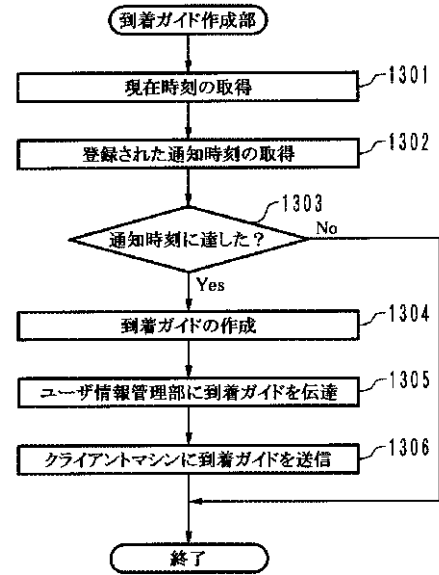 到着ガイド作成部
現在時刻の取得
1301
登録された通知時刻の取得
1302
1303
通知時刻に達した?
No
Yes
到着ガイドの作成
1304
ユーザ情報管理部に到着ガイドを伝達
1305
クライアントマシンに到着ガイドを送信
1306
終了